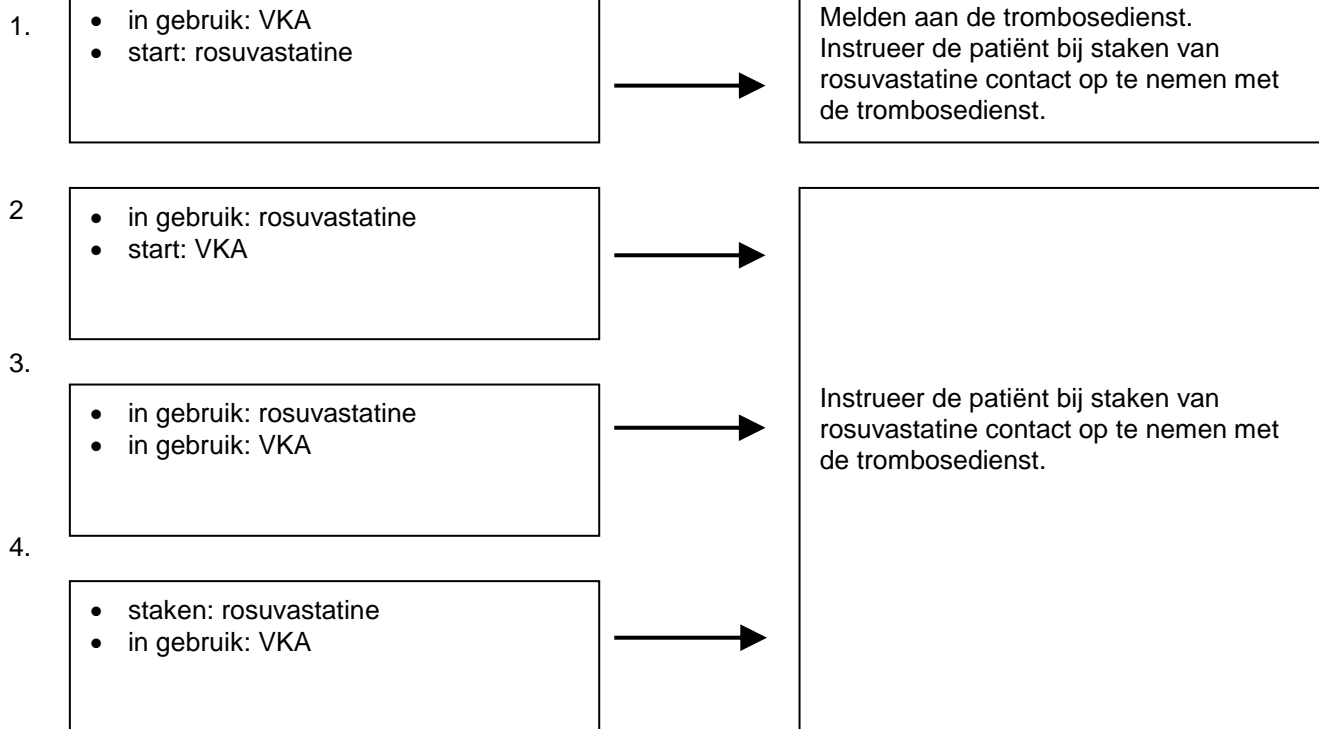 1.
• in gebruik: VKA
• start: rosuvastatine
Melden aan de trombosedienst.
Instrueer de patiënt bij staken van
rosuvastatine contact op te nemen met
de trombosedienst.
2
• in gebruik: rosuvastatine
• start: VKA
3.
• in gebruik: rosuvastatine
• in gebruik: VKA
Instrueer de patiënt bij staken van
rosuvastatine contact op te nemen met
de trombosedienst.
4.
• staken: rosuvastatine
• in gebruik: VKA